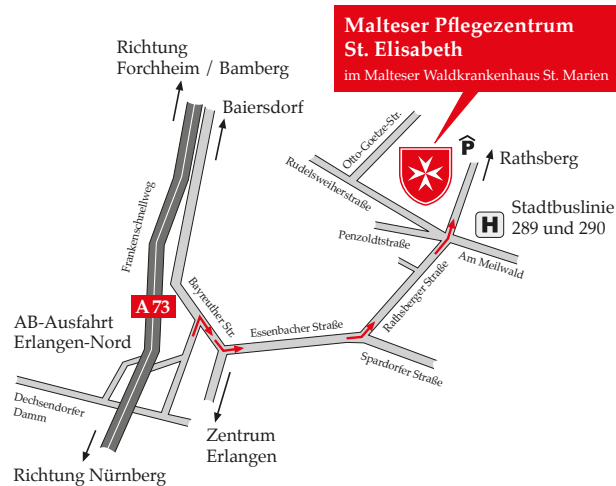 Malteser Pflegezentrum
St. Elisabeth
im Malteser Waldkrankenhaus St. Marien
Richtung
Forchheim / Bamberg
Baiersdorf
Otto-Goetze-Str.
P
Rathsberg
Rudelsweiherstraße
H
Stadtbuslinie
289 und 290
Frankenschnellweg
Penzoldtstraße
Am Meilwald
Bayreuther Str.
Rathsberger Straße
A 73
AB-Ausfahrt
Erlangen-Nord
Essenbacher Straße
Spardorfer Straße
Dechsendorfer
Damm
Zentrum
Erlangen
Richtung Nürnberg